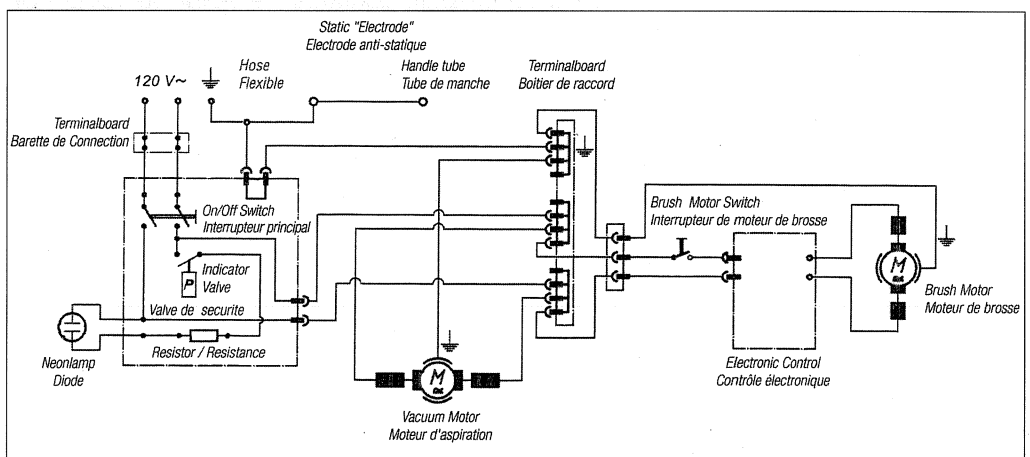 Static "Electrode"
Electrode anti-statique
Hose
Flexible
Handle tube
Tube de manche
Terminalboard
Boitier de raccord
120 V~
Terminalboard
Barette de Connection
On/Off Switch
Interrupteur principal
Brush Motor Switch
Interrupteur de moteur de brosse
Indicator
Valve
P
Valve de securite
M
Brush Motor
Moteur de brosse
Resistor / Resistance
Neonlamp
Diode
Electronic Control
Contrôle électronique
M
Vacuum Motor
Moteur d'aspiration